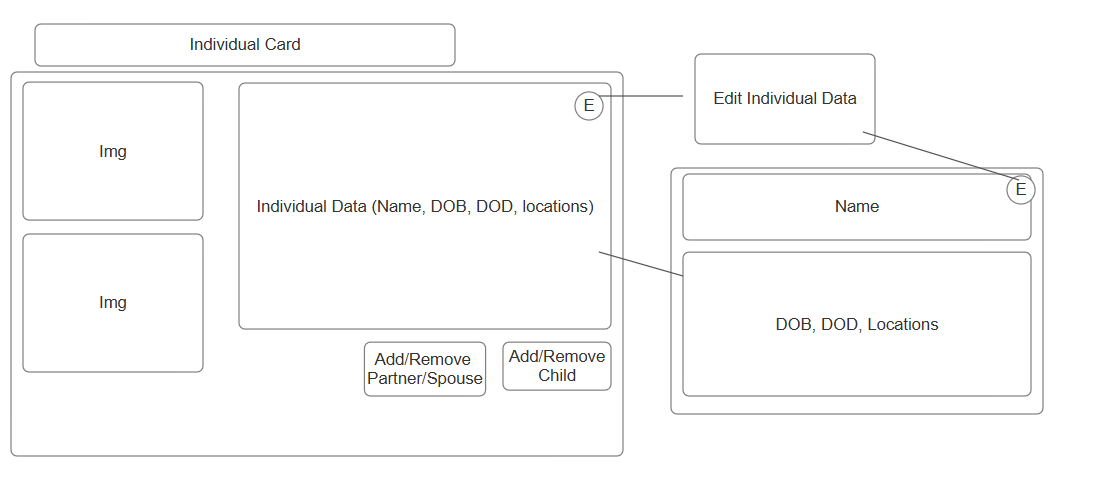 Individual Card
Img
Individual Data (Name, DOB, DOD, locations)
E
Img
Add/Remove
Partner/Spouse
Add/Remove
Child
Edit Individual Data
E
Name
DOB, DOD, Locations